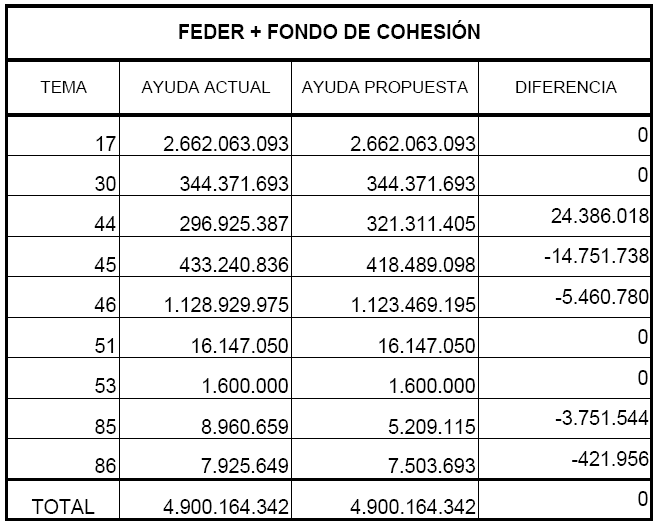 FEDER + FONDO DE COHESIÓN
TEMA AYUDA ACTUAL AYUDA PROPUESTA DIFERENCIA
17 2.662.063.093 2.662.063.093 0
30 344.371.693 344.371.693 0
44 296.925.387 321.311.405 24.386.018
45 433.240.836 418.489.098 -14.751.738
46 1.128.929.975 1.123.469.195 -5.460.780
51 16.147.050 16.147.050 0
53 1.600.000 1.600.000 0
85 8.960.659 5.209.115 -3.751.544
86 7.925.649 7.503.693 -421.956
TOTAL 4.900.164.342 4.900.164.342 0